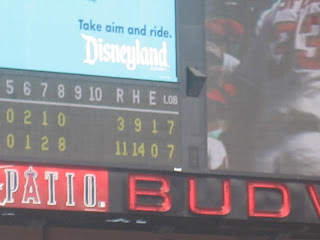 Take aim and ride.
Disneyland
5 6 7 8 9 10 R H E LOB
0 2 1 0 3 9 1 7
0 1 2 8 11 14 0 7
PATIO
BUDW